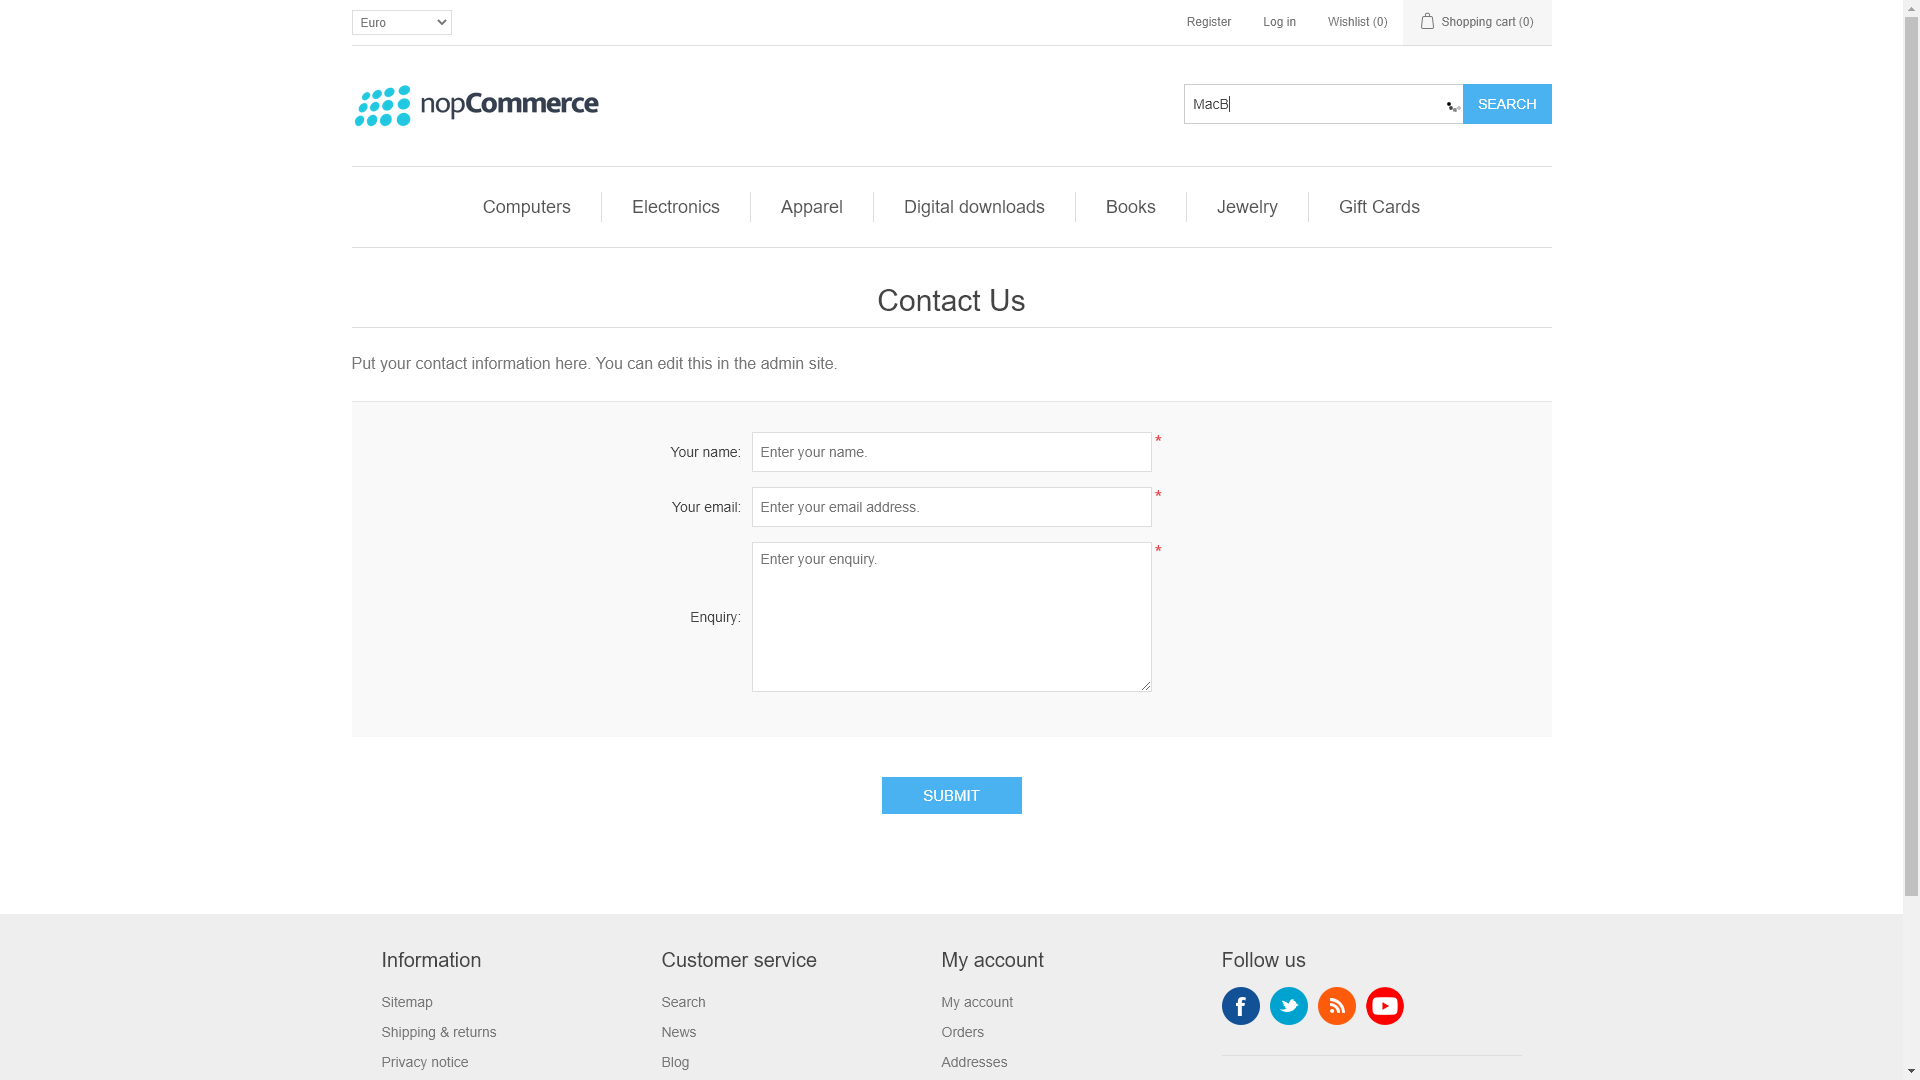 Euro
Register
Log in
Wishlist (0)
Shopping cart (0)
nopCommerce
MacB
SEARCH
Computers
Electronics
Apparel
Digital downloads
Books
Jewelry
Gift Cards
Contact Us
Put your contact information here. You can edit this in the admin site.
Your name:
Enter your name.
*
Your email:
Enter your email address.
*
Enquiry:
Enter your enquiry.
*
SUBMIT
Information
Sitemap
Shipping & returns
Privacy notice
Customer service
Search
News
Blog
My account
My account
Orders
Addresses
Follow us